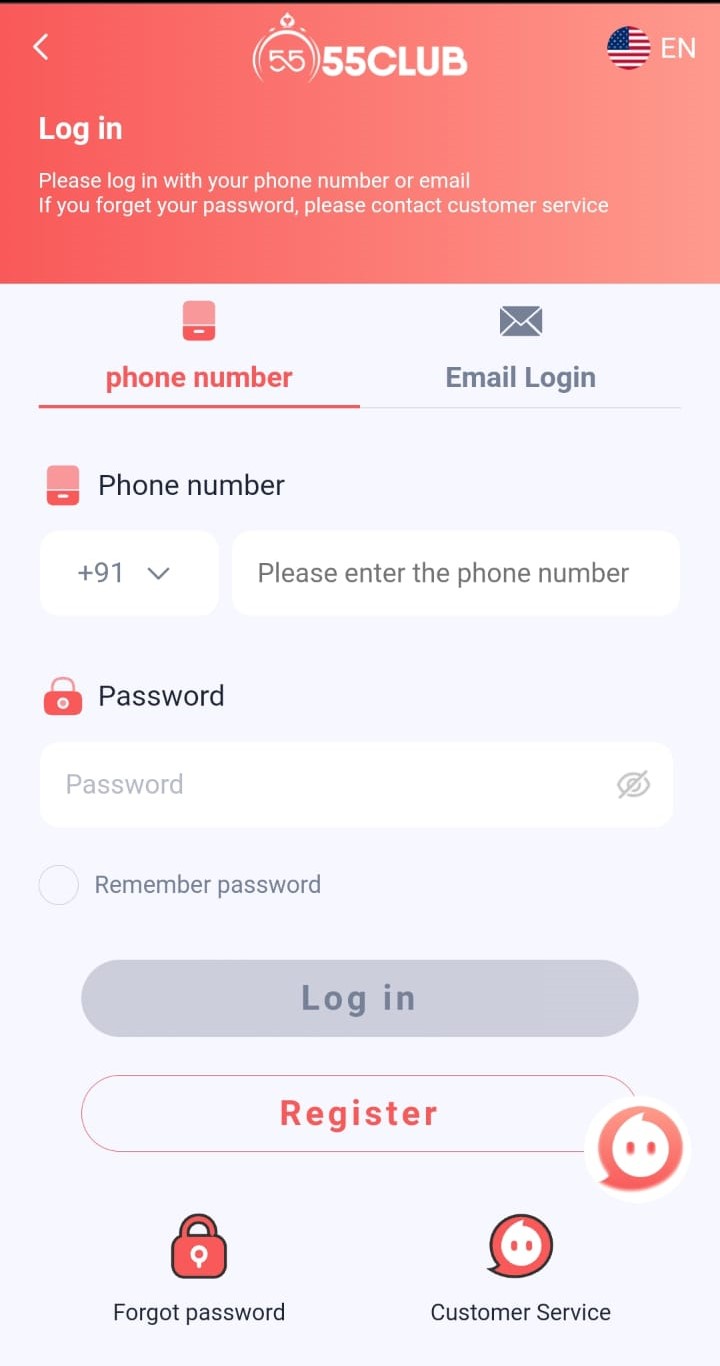 55 55CLUB
EN
Log in
Please log in with your phone number or email
If you forget your password, please contact customer service
phone number
Email Login
Phone number
+91
Please enter the phone number
Password
Password
Remember password
Log in
Register
Forgot password
Customer Service